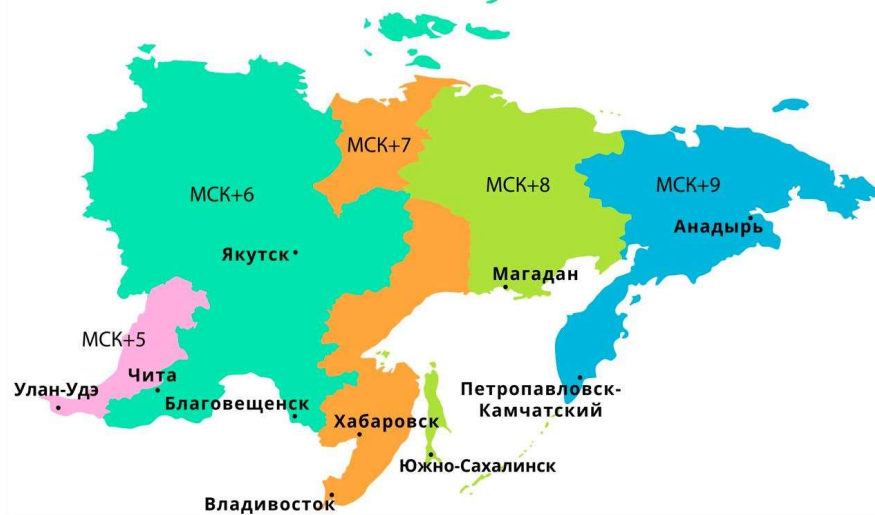 МСК+7
МСК+6
МСК+8
МСК+9
Анадырь
Якутск
Магадан
МСК+5
Чита
Улан-Удэ
Благовещенск
Петропавловск-
Камчатский
Хабаровск
Южно-Сахалинск
Владивосток